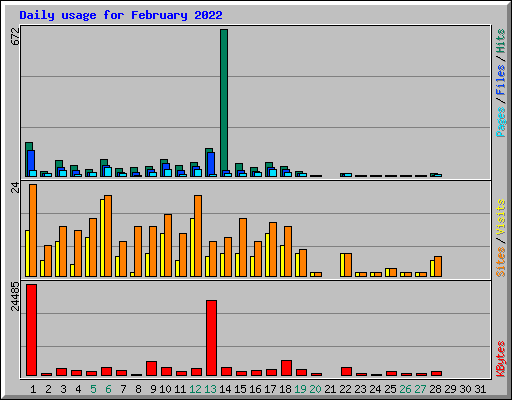 Daily usage for February 2022
672
Pages / Files / Hits
24
Sites / Visits
24485
KBytes
1 2 3 4 5 6 7 8 9 10 11 12 13 14 15 16 17 18 19 20 21 22 23 24 25 26 27 28 29 30 31